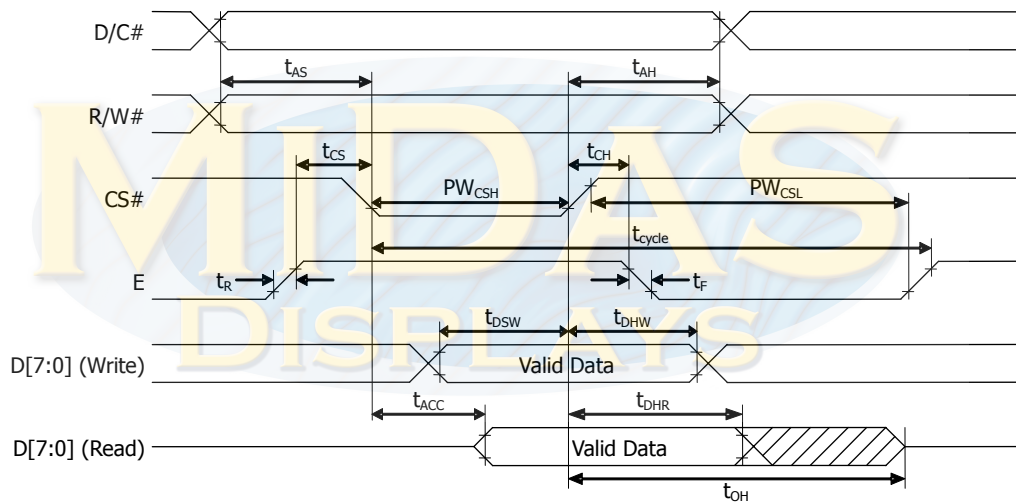 D/C#
tAS
tAH
R/W#
tCS
tCH
CS#
PWCSH
PWCSL
tcycle
E
tR
tF
MIDAS
DISPLAYS
tDSW
tDHW
D[7:0] (Write)
Valid Data
tACC
tDHR
D[7:0] (Read)
Valid Data
tOH